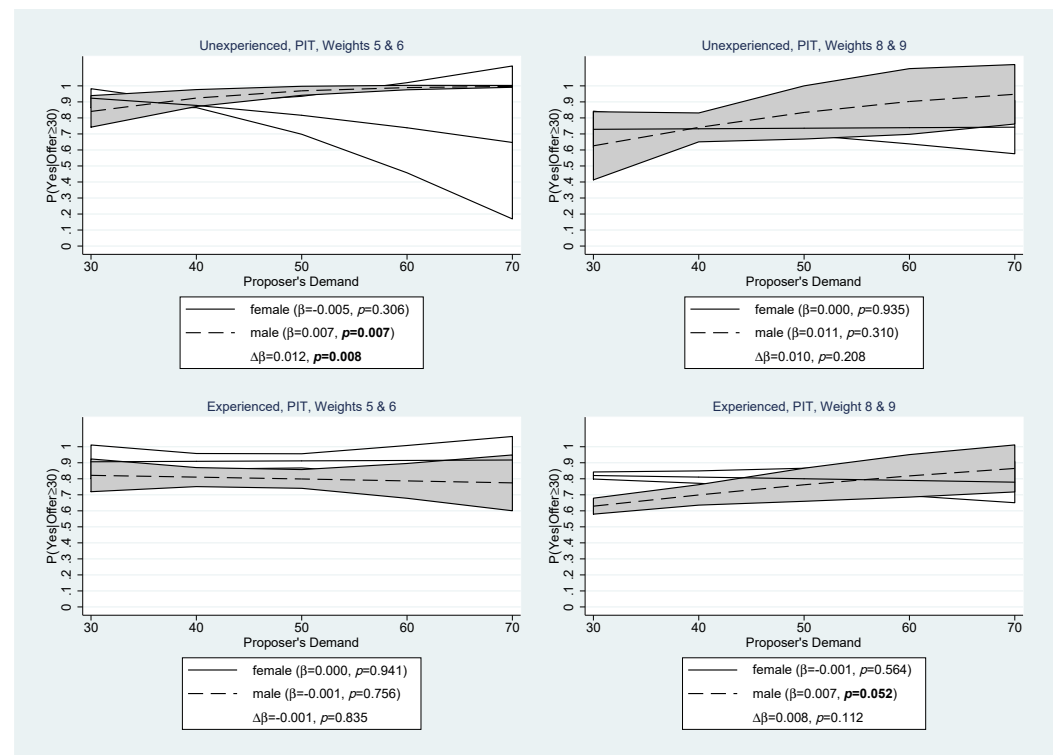 Unexperienced, PIT, Weights 5 & 6
P(Yes|Offer≥30)
0 .1 .2 .3 .4 .5 .6 .7 .8 .9 1
30 40 50 60 70
Proposer's Demand
female (β=-0.005, p=0.306)
male (β=0.007, p=0.007)
Δβ=0.012, p=0.008
Unexperienced, PIT, Weights 8 & 9
P(Yes|Offer≥30)
0 .1 .2 .3 .4 .5 .6 .7 .8 .9 1
30 40 50 60 70
Proposer's Demand
female (β=0.000, p=0.935)
male (β=0.011, p=0.310)
Δβ=0.010, p=0.208
Experienced, PIT, Weights 5 & 6
P(Yes|Offer≥30)
0 .1 .2 .3 .4 .5 .6 .7 .8 .9 1
30 40 50 60 70
Proposer's Demand
female (β=0.000, p=0.941)
male (β=-0.001, p=0.756)
Δβ=-0.001, p=0.835
Experienced, PIT, Weight 8 & 9
P(Yes|Offer≥30)
0 .1 .2 .3 .4 .5 .6 .7 .8 .9 1
30 40 50 60 70
Proposer's Demand
female (β=-0.001, p=0.564)
male (β=0.007, p=0.052)
Δβ=0.008, p=0.112